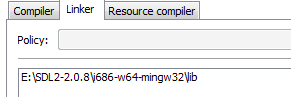 Compiler Linker Resource compiler
Policy:
E:\SDL2-2.0.8\i686-w64-mingw32\lib